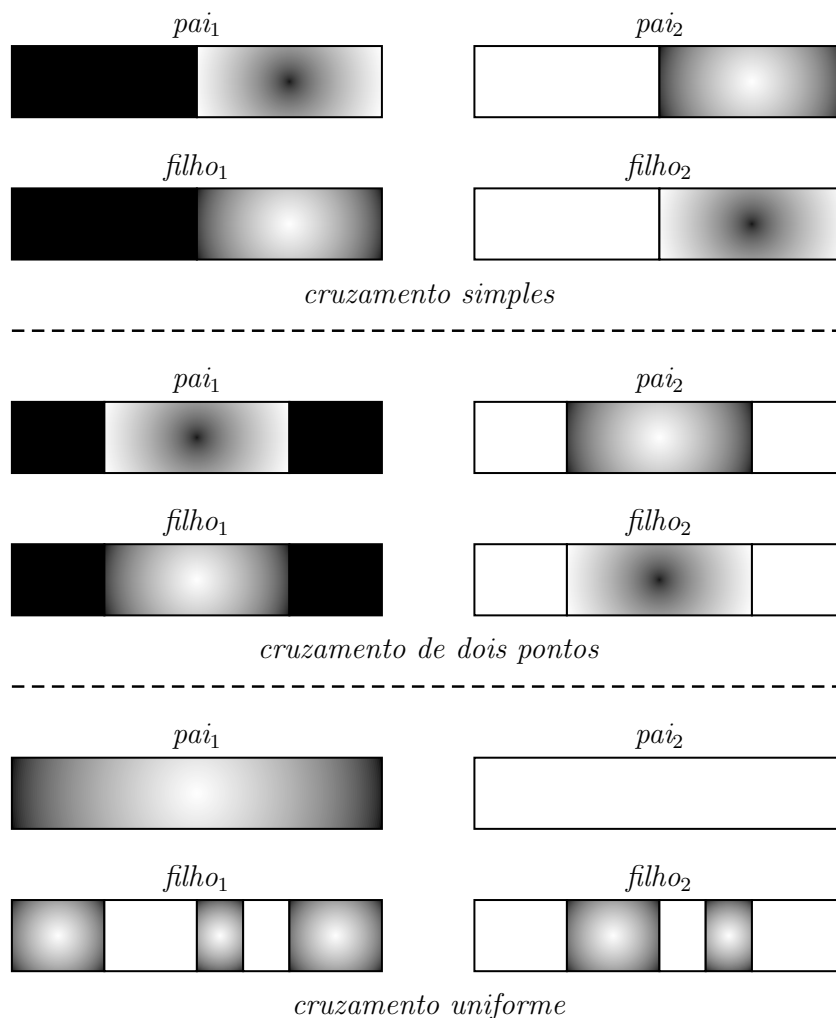 pai₁ pai₂
filho₁ filho₂
cruzamento simples
pai₁ pai₂
filho₁ filho₂
cruzamento de dois pontos
pai₁ pai₂
filho₁ filho₂
cruzamento uniforme